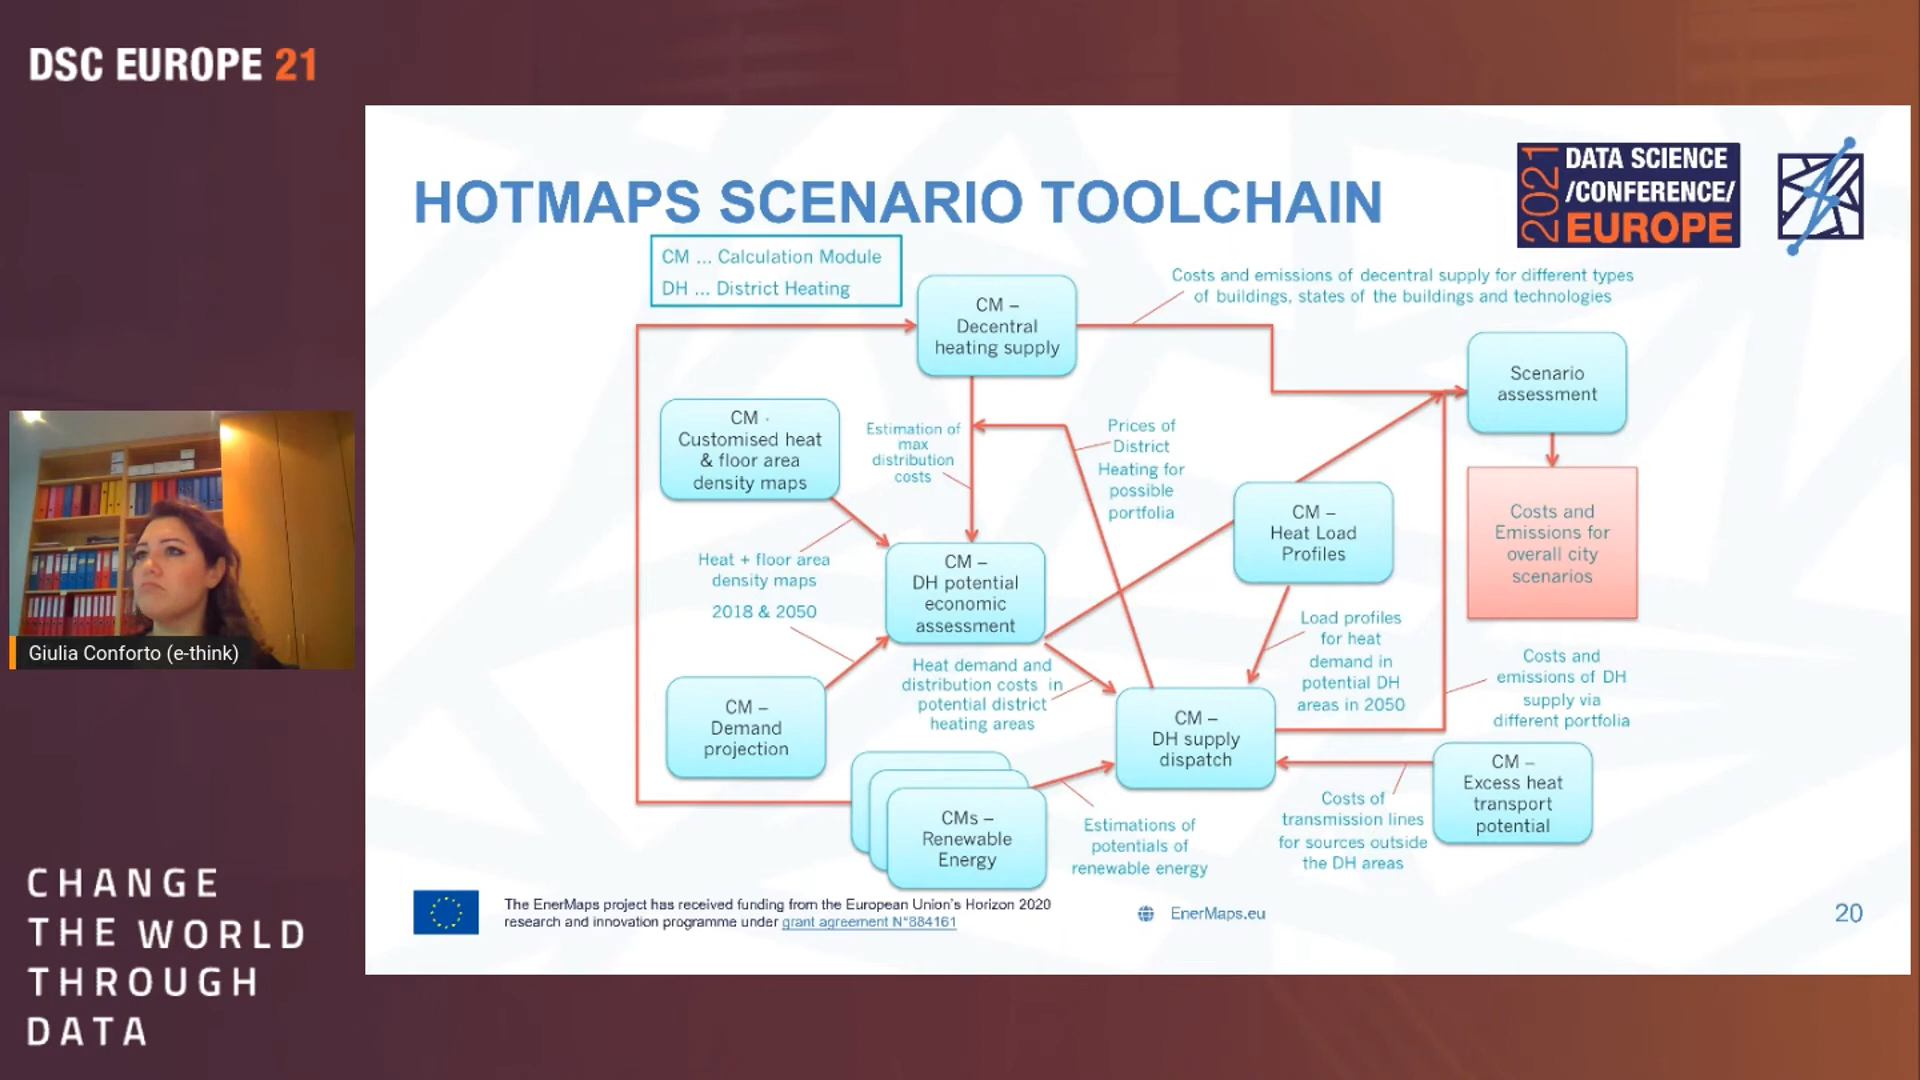 DSC EUROPE 21
HOTMAPS SCENARIO TOOLCHAIN
2021
DATA SCIENCE
/CONFERENCE/
EUROPE
CM ... Calculation Module
DH ... District Heating
CM –
Decentral
heating supply
Costs and emissions of decentral supply for different types
of buildings, states of the buildings and technologies
Scenario
assessment
CM -
Customised heat
& floor area
density maps
Estimation of
max
distribution
costs
Prices of
District
Heating for
possible
portfolia
CM –
Heat Load
Profiles
Costs and
Emissions for
overall city
scenarios
Heat + floor area
density maps
2018 & 2050
CM –
DH potential
economic
assessment
Load profiles
for heat
demand in
potential DH
areas in 2050
Giulia Conforto (e-think)
Heat demand and
distribution costs in
potential district
heating areas
Costs and
emissions of DH
supply via
different portfolia
CM –
Demand
projection
CM –
DH supply
dispatch
CM –
Excess heat
transport
potential
CMs –
Renewable
Energy
Estimations of
potentials of
renewable energy
Costs of
transmission lines
for sources outside
the DH areas
CHANGE
THE WORLD
THROUGH
DATA
The EnerMaps project has received funding from the European Union's Horizon 2020
research and innovation programme under grant agreement N°884161
EnerMaps.eu
20